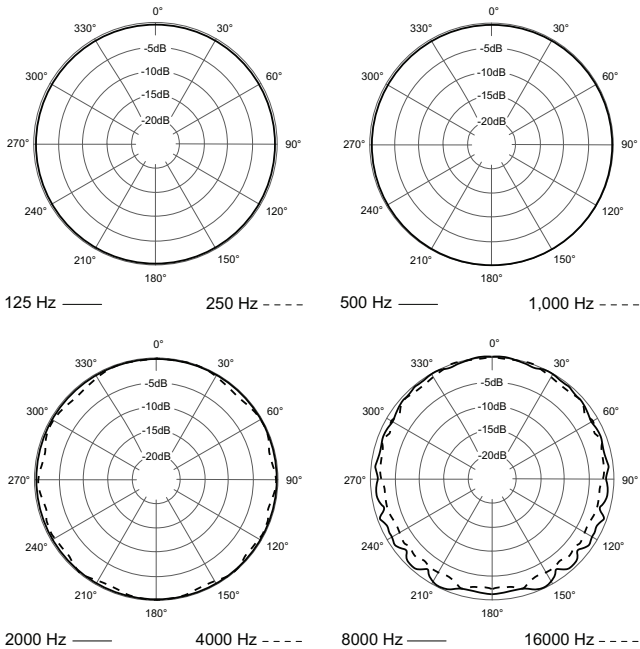 0° 0°
330° 30° 330° 30°
-5dB -5dB
300° -10dB 60° 300° -10dB 60°
-15dB -15dB
-20dB -20dB
270° 90° 270° 90°
240° 120° 240° 120°
210° 150° 210° 150°
180° 180°
125 Hz 250 Hz 500 Hz 1,000 Hz
0° 0°
330° 30° 330° 30°
-5dB -5dB
300° -10dB 60° 300° -10dB 60°
-15dB -15dB
-20dB -20dB
270° 90° 270° 90°
240° 120° 240° 120°
210° 150° 210° 150°
180° 180°
2000 Hz 4000 Hz 8000 Hz 16000 Hz